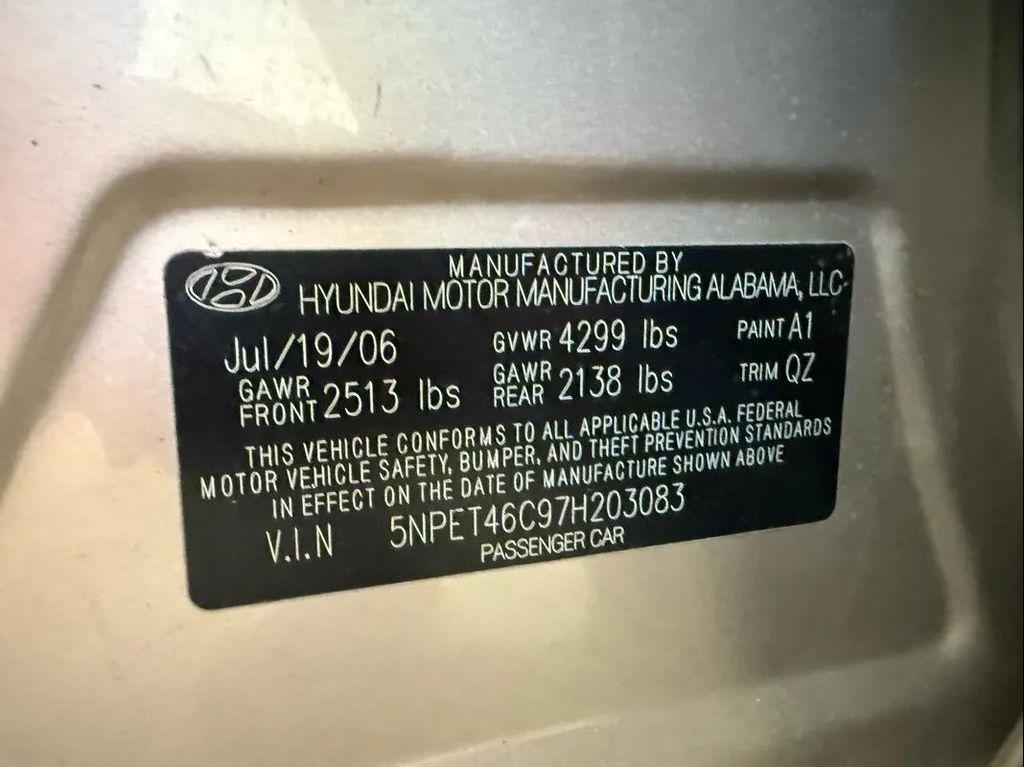 MANUFACTURED BY
HYUNDAI MOTOR MANUFACTURING ALABAMA, LLC
Jul/19/06 GVWR 4299 lbs PAINT A1
GAWR FRONT 2513 lbs GAWR REAR 2138 lbs TRIM QZ
THIS VEHICLE CONFORMS TO ALL APPLICABLE U.S.A. FEDERAL
MOTOR VEHICLE SAFETY, BUMPER, AND THEFT PREVENTION STANDARDS
IN EFFECT ON THE DATE OF MANUFACTURE SHOWN ABOVE
V.I.N 5NPET46C97H203083
PASSENGER CAR